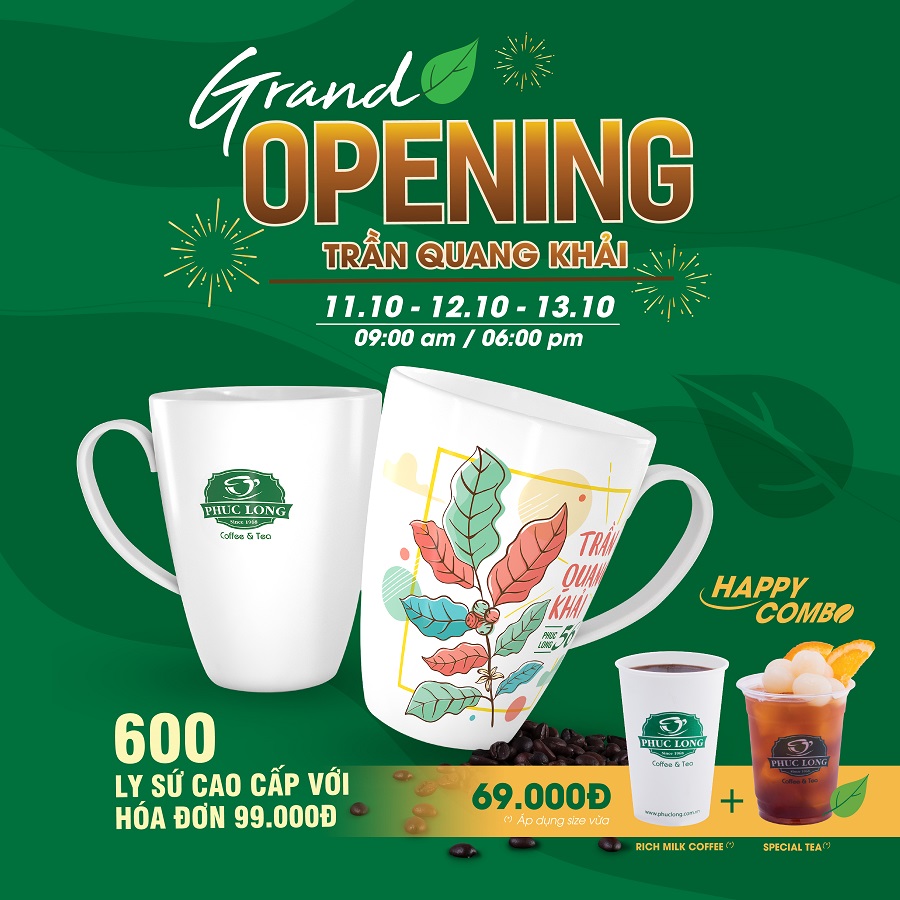 Grand
OPENING
TRẦN QUANG KHẢI
11.10 - 12.10 - 13.10
09:00 am / 06:00 pm
PHUC LONG
Since 1968
Coffee & Tea
TRẦN
QUANG
KHẢI
PHUC
LONG
HAPPY
COMBO
600
LY SỨ CAO CẤP VỚI
HÓA ĐƠN 99.000Đ
69.000Đ
(*) Áp dụng size vừa
PHUC LONG
Since 1968
Coffee & Tea
www.phuclong.com.vn
+
PHUC LONG
Since 1968
Coffee & Tea
RICH MILK COFFEE (*)
SPECIAL TEA (*)